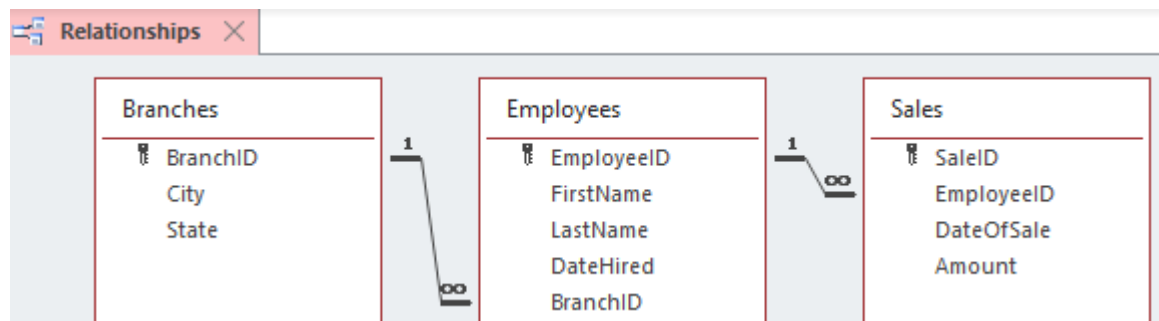 Relationships
Branches
BranchID
City
State
1
∞
Employees
EmployeeID
FirstName
LastName
DateHired
BranchID
1
∞
Sales
SaleID
EmployeeID
DateOfSale
Amount